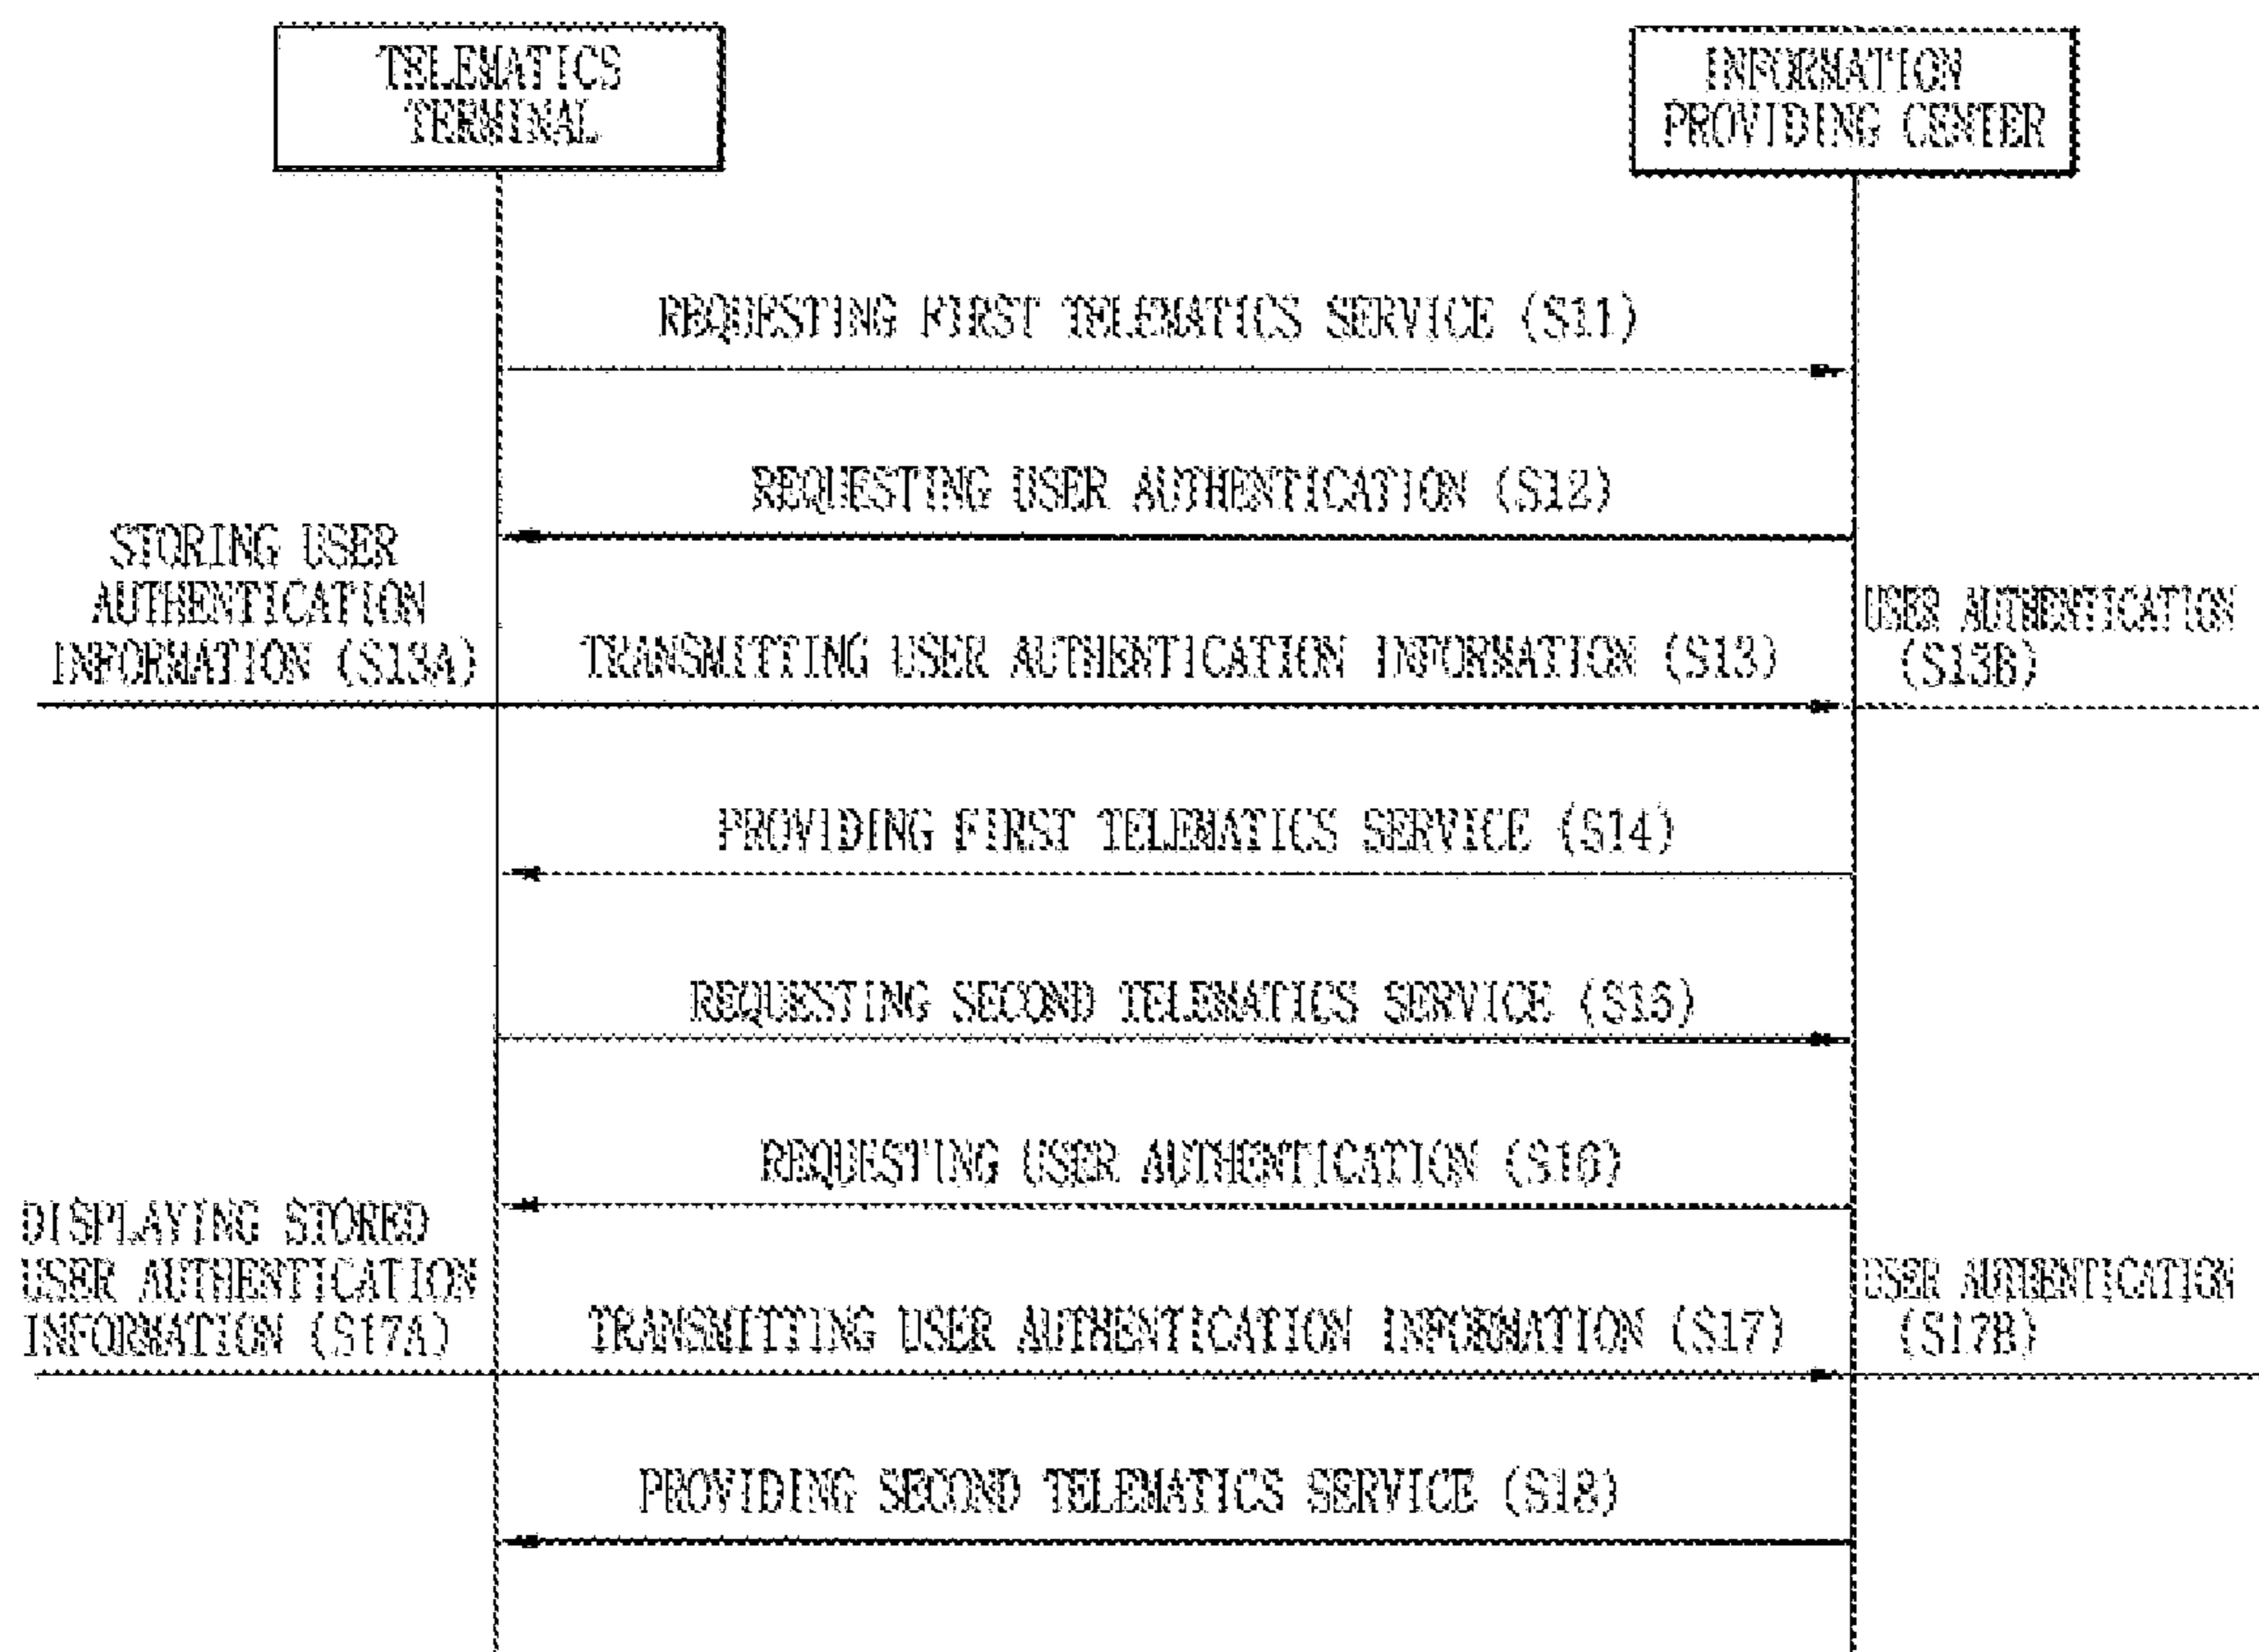 TELEMATICS
TERMINAL
INFORMATION
PROVIDING CENTER
REQUESTING FIRST TELEMATICS SERVICE (S11)
REQUESTING USER AUTHENTICATION (S12)
STORING USER
AUTHENTICATION
INFORMATION (S13A)
TRANSMITTING USER AUTHENTICATION INFORMATION (S13)
USER AUTHENTICATION
(S13B)
PROVIDING FIRST TELEMATICS SERVICE (S14)
REQUESTING SECOND TELEMATICS SERVICE (S15)
REQUESTING USER AUTHENTICATION (S16)
DISPLAYING STORED
USER AUTHENTICATION
INFORMATION (S17A)
TRANSMITTING USER AUTHENTICATION INFORMATION (S17)
USER AUTHENTICATION
(S17B)
PROVIDING SECOND TELEMATICS SERVICE (S18)